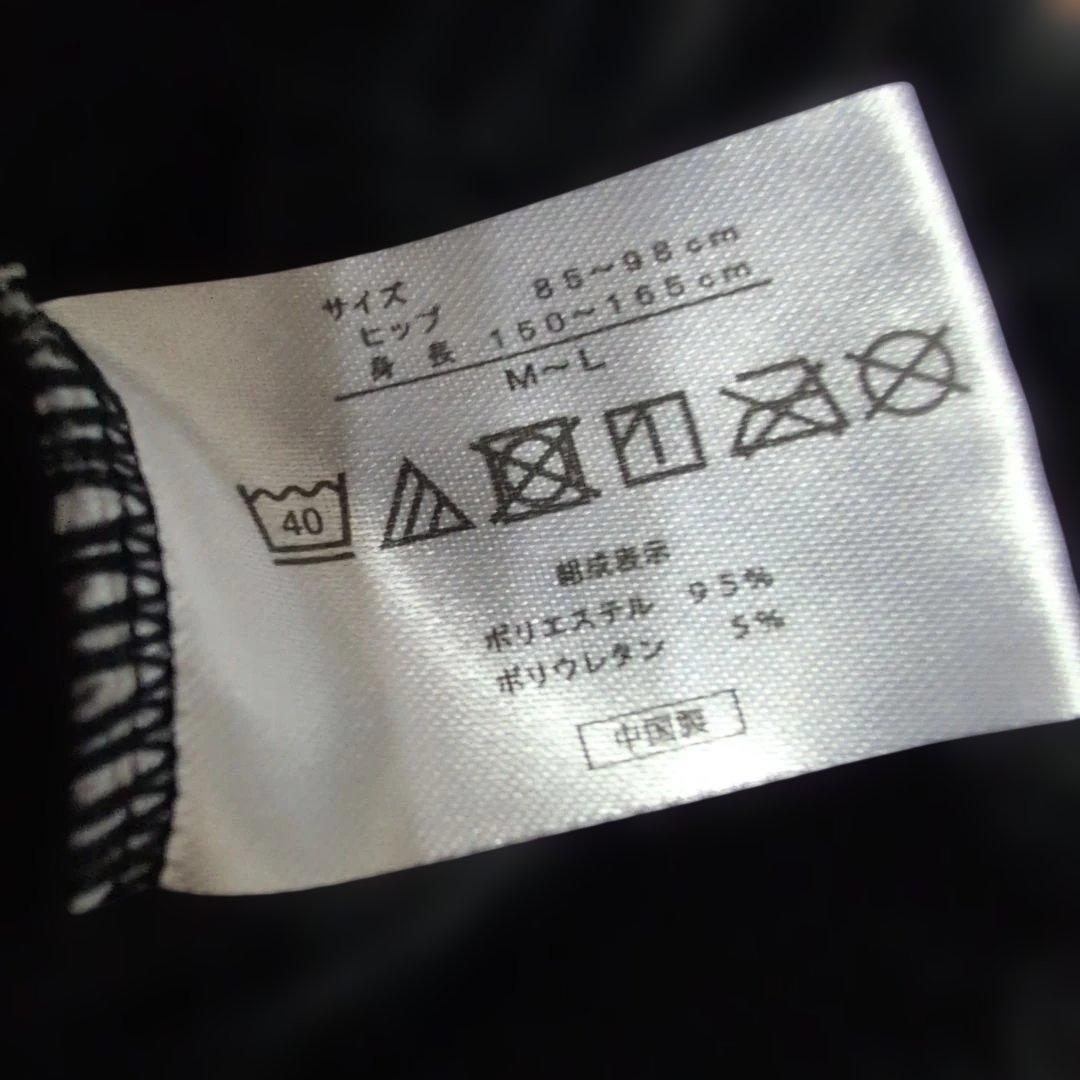 サイズ
ヒップ 85～98cm
身長 150～165cm
M～L
40
組成表示
ポリエステル 95%
ポリウレタン 5%
中国製